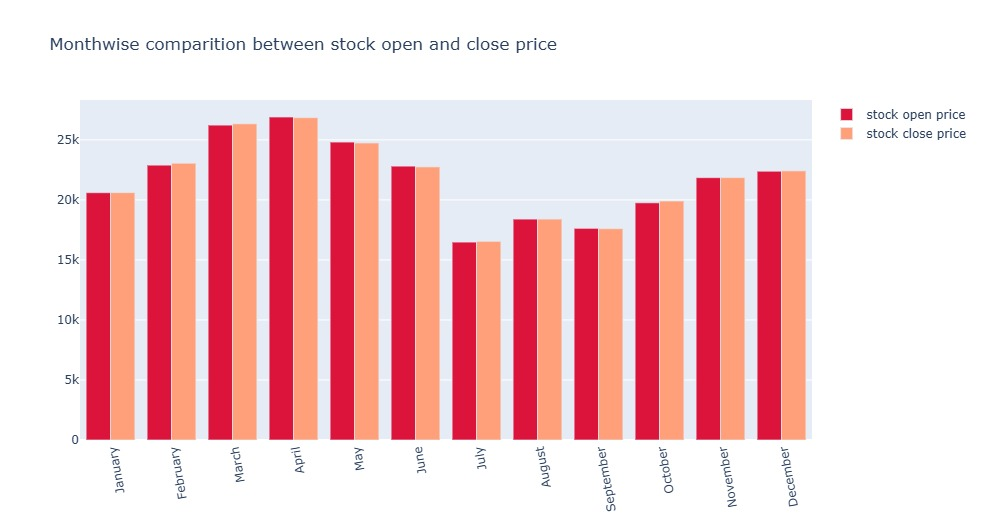 Monthwise comparition between stock open and close price
stock open price
stock close price
25k
20k
15k
10k
5k
0
January
February
March
April
May
June
July
August
September
October
November
December